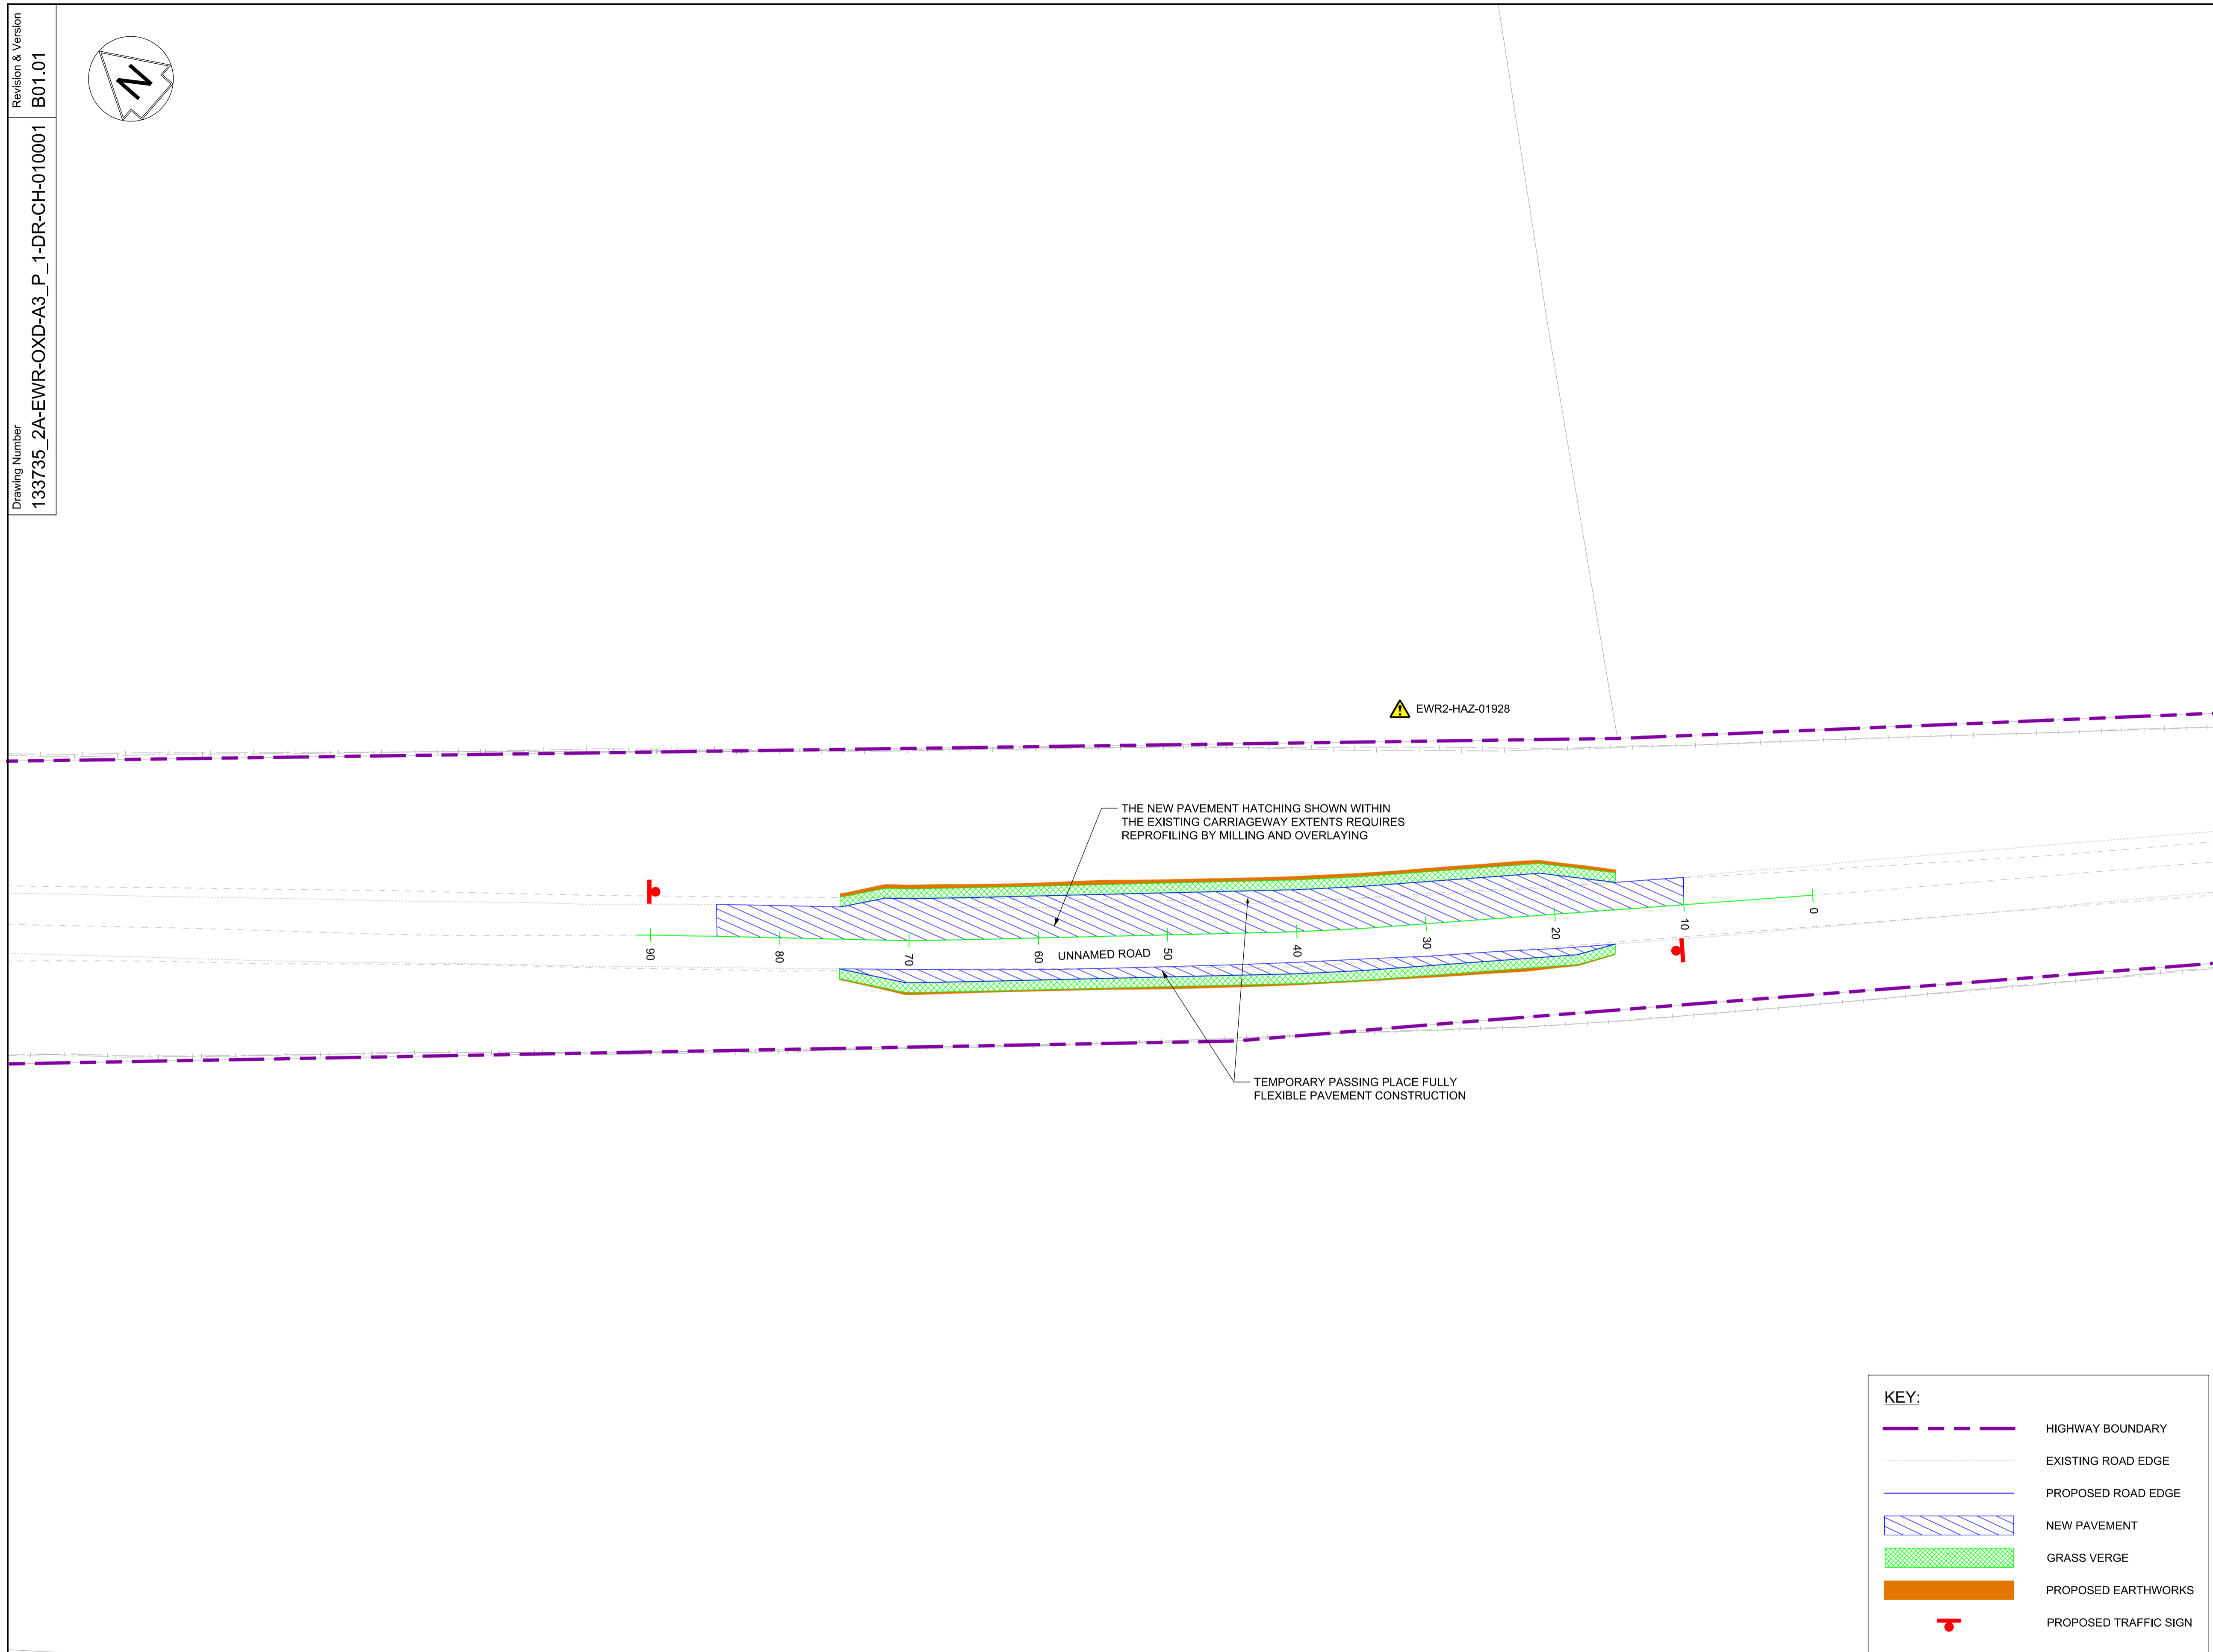 Revision & Version
B01.01
Drawing Number
133735_2A-EWR-OXD-A3_P_1-DR-CH-010001
N
EWR2-HAZ-01928
THE NEW PAVEMENT HATCHING SHOWN WITHIN
THE EXISTING CARRIAGEWAY EXTENTS REQUIRES
REPROFILING BY MILLING AND OVERLAYING
90
80
70
60
50
40
30
20
10
0
UNNAMED ROAD
TEMPORARY PASSING PLACE FULLY
FLEXIBLE PAVEMENT CONSTRUCTION
KEY:
HIGHWAY BOUNDARY
EXISTING ROAD EDGE
PROPOSED ROAD EDGE
NEW PAVEMENT
GRASS VERGE
PROPOSED EARTHWORKS
PROPOSED TRAFFIC SIGN